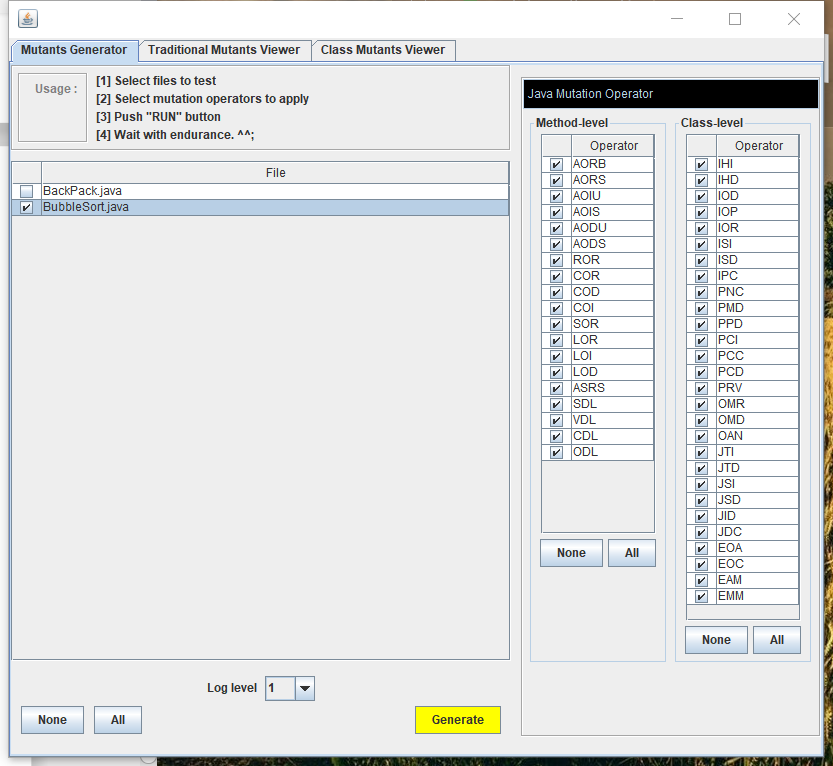 Mutants Generator
Traditional Mutants Viewer
Class Mutants Viewer
Usage :
[1] Select files to test
[2] Select mutation operators to apply
[3] Push "RUN" button
[4] Wait with endurance. ^^;
File
BackPack.java
BubbleSort.java
Log level
1
None
All
Generate
Java Mutation Operator
Method-level
Operator
AORB
AORS
AOIU
AOIS
AODU
AODS
ROR
COR
COD
COI
SOR
LOR
LOI
LOD
ASRS
SDL
VDL
CDL
ODL
None
All
Class-level
Operator
IHI
IHD
IOD
IOP
IOR
ISI
ISD
IPC
PNC
PMD
PPD
PCI
PCC
PCD
PRV
OMR
OMD
OAN
JTI
JTD
JSI
JSD
JID
JDC
EOA
EOC
EAM
EMM
None
All